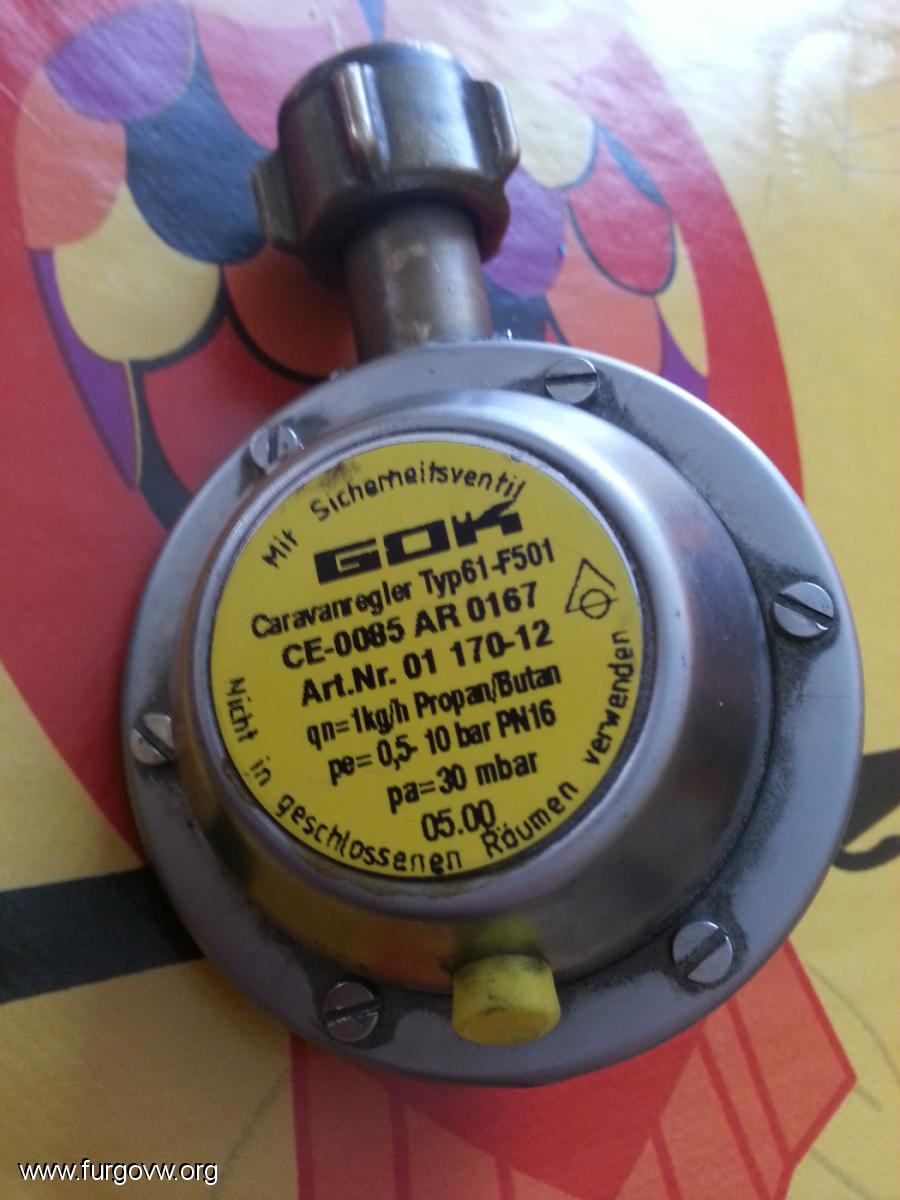 Mit Sicherheitsventil
GOK
Caravanregler Typ61-F501
CE-0085 AR 0167
Art.Nr. 01 170-12
qn= 1kg/h Propan/Butan
pe= 0,5- 10 bar PN16
pa= 30 mbar
05.00
Nicht in geschlossenen Räumen verwenden
www.furgovw.org